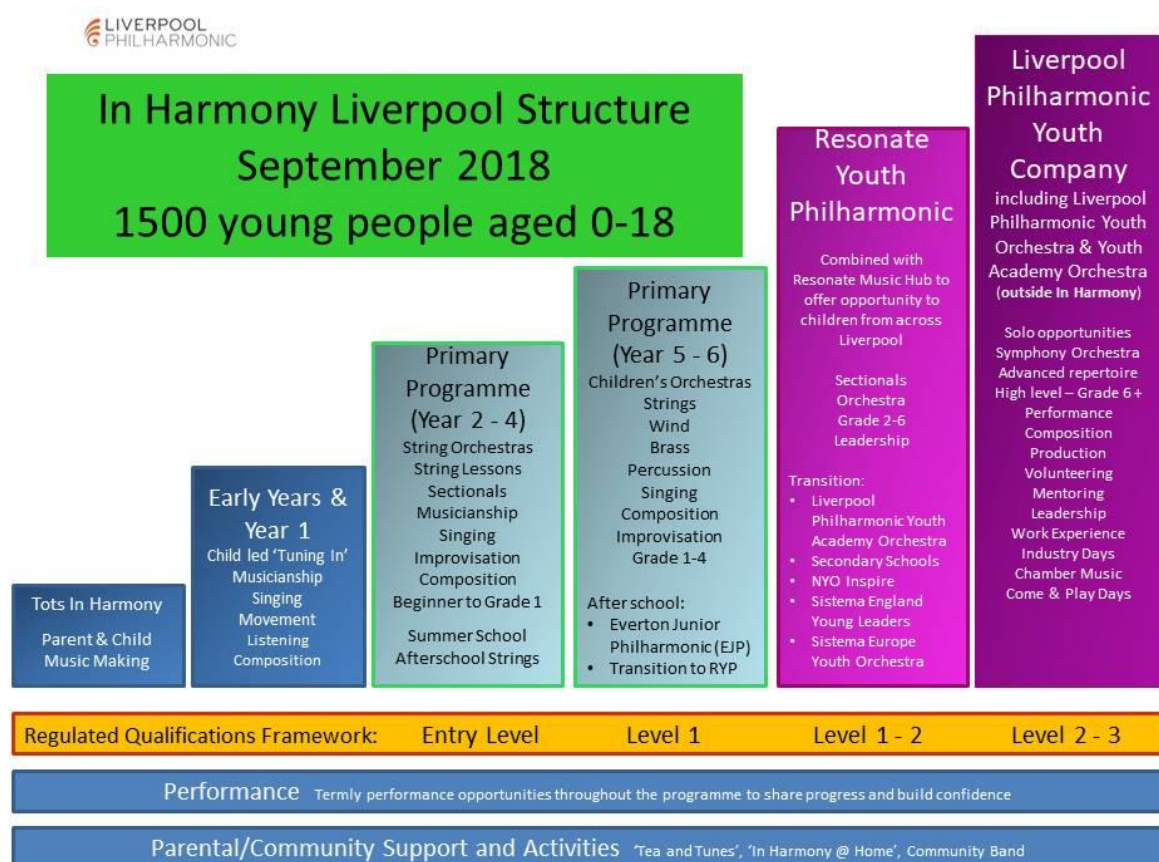 LIVERPOOL
PHILHARMONIC
In Harmony Liverpool Structure
September 2018
1500 young people aged 0-18
Tots In Harmony
Parent & Child
Music Making
Early Years &
Year 1
Child led ‘Tuning In’
Musicianship
Singing
Movement
Listening
Composition
Primary
Programme
(Year 2 - 4)
String Orchestras
String Lessons
Sectionals
Musicianship
Singing
Improvisation
Composition
Beginner to Grade 1
Summer School
Afterschool Strings
Primary
Programme
(Year 5 - 6)
Children’s Orchestras
Strings
Wind
Brass
Percussion
Singing
Composition
Improvisation
Grade 1-4
After school:
• Everton Junior
Philharmonic (EJP)
• Transition to RYP
Resonate
Youth
Philharmonic
Combined with
Resonate Music Hub to
offer opportunity to
children from across
Liverpool
Sectionals
Orchestra
Grade 2-6
Leadership
Transition:
• Liverpool
Philharmonic Youth
Academy Orchestra
• Secondary Schools
• NYO Inspire
• Sistema England
Young Leaders
• Sistema Europe
Youth Orchestra
Liverpool
Philharmonic
Youth
Company
including Liverpool
Philharmonic Youth
Orchestra & Youth
Academy Orchestra
(outside In Harmony)
Solo opportunities
Symphony Orchestra
Advanced repertoire
High level – Grade 6+
Performance
Composition
Production
Volunteering
Mentoring
Leadership
Work Experience
Industry Days
Chamber Music
Come & Play Days
Regulated Qualifications Framework: Entry Level Level 1 Level 1 - 2 Level 2 - 3
Performance Termly performance opportunities throughout the programme to share progress and build confidence
Parental/Community Support and Activities ‘Tea and Tunes’, ‘In Harmony @ Home’, Community Band